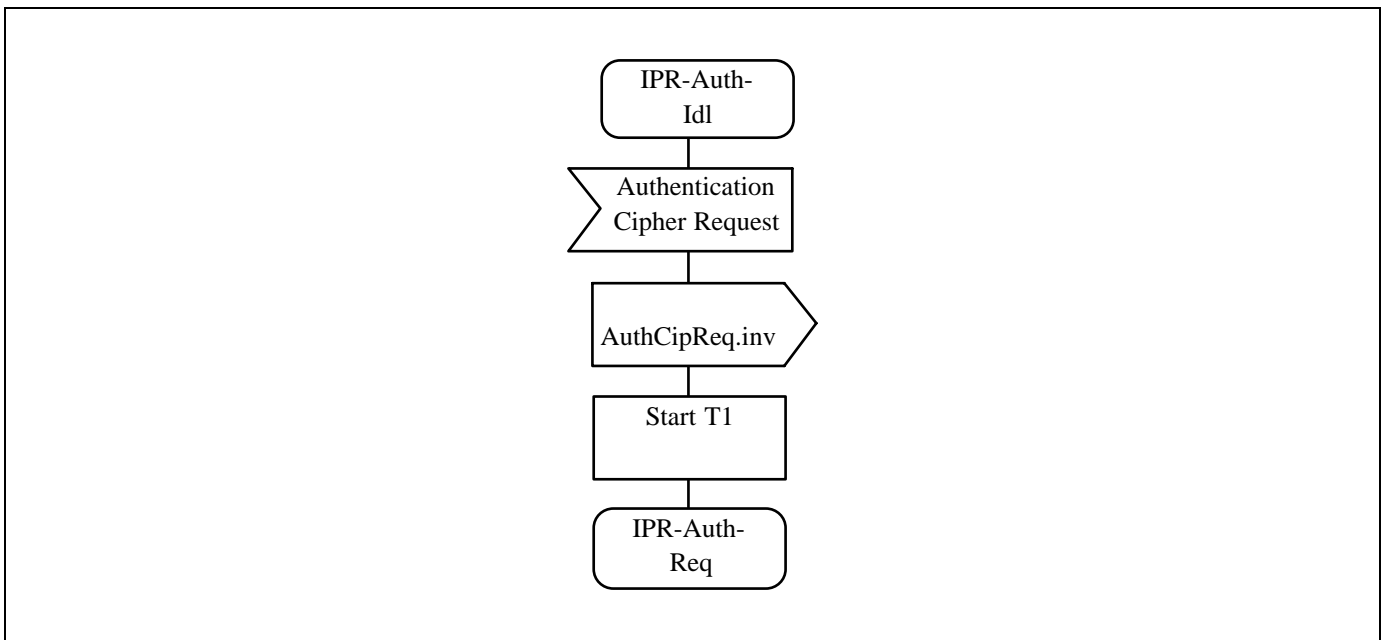 IPR-Auth-
Idl
Authentication
Cipher Request
AuthCipReq.inv
Start T1
IPR-Auth-
Req